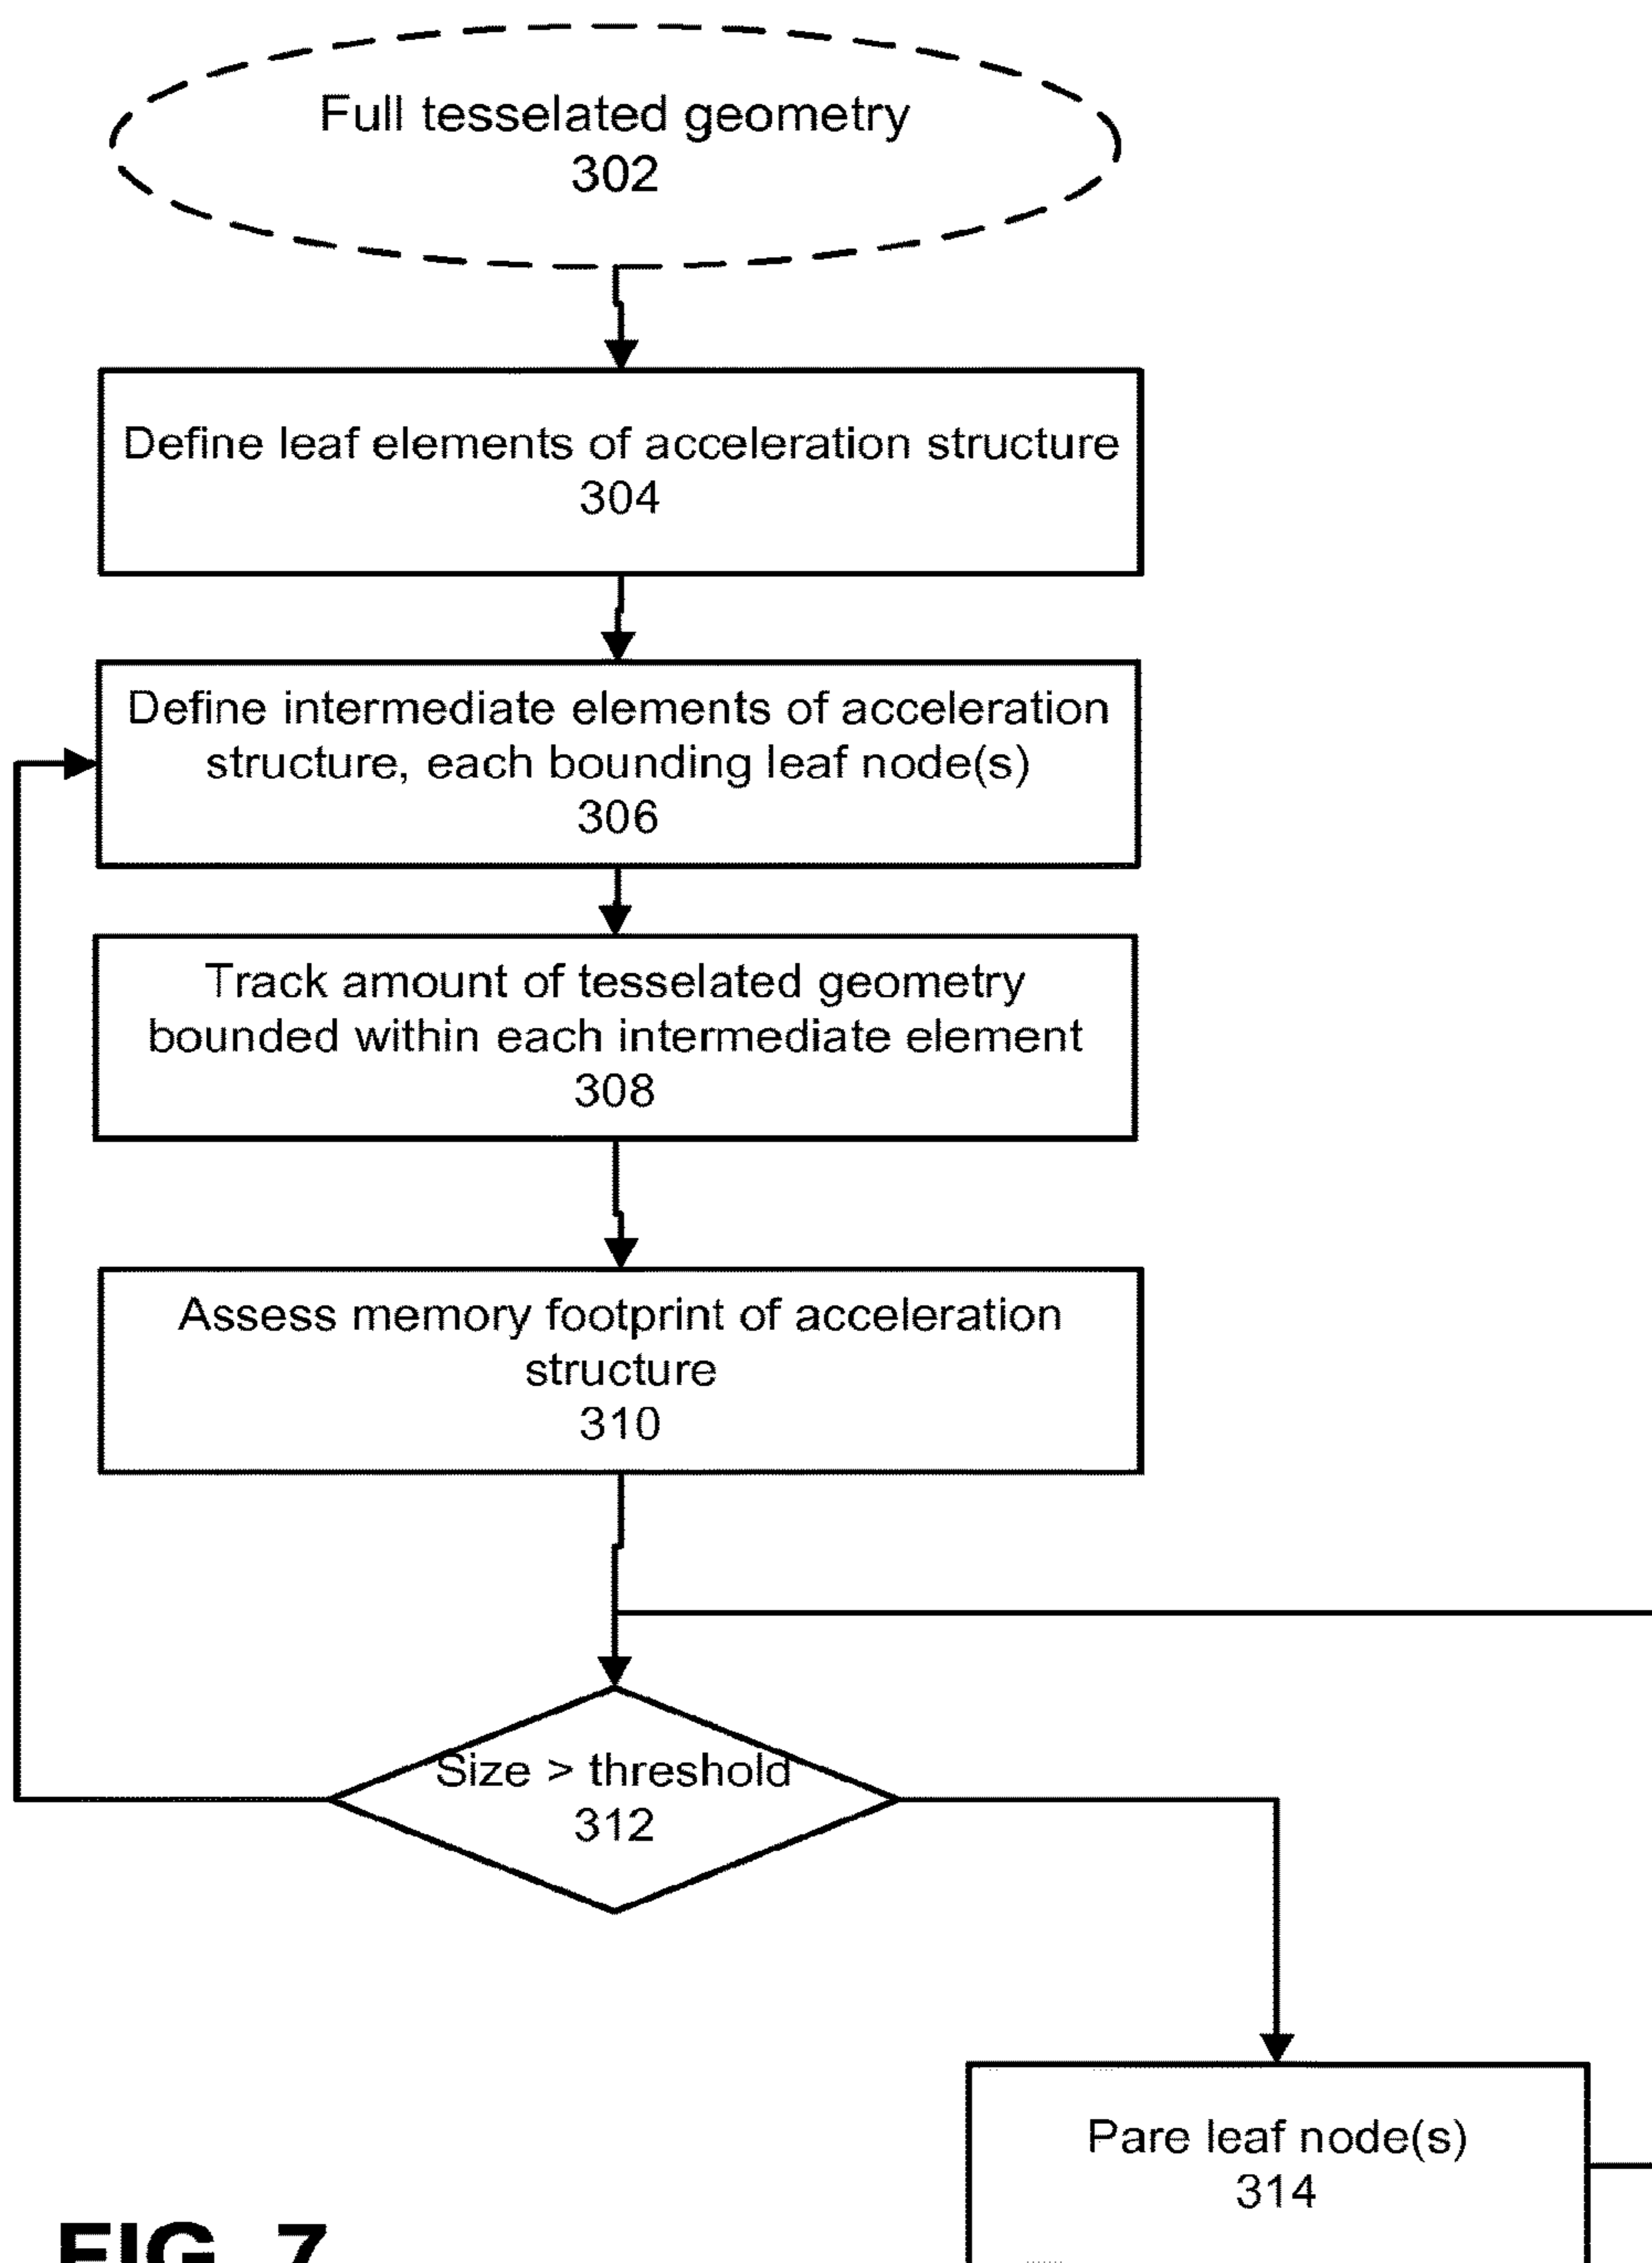 Full tesselated geometry
302
Define leaf elements of acceleration structure
304
Define intermediate elements of acceleration
structure, each bounding leaf node(s)
306
Track amount of tesselated geometry
bounded within each intermediate element
308
Assess memory footprint of acceleration
structure
310
Size > threshold
312
Pare leaf node(s)
314
FIG. 7